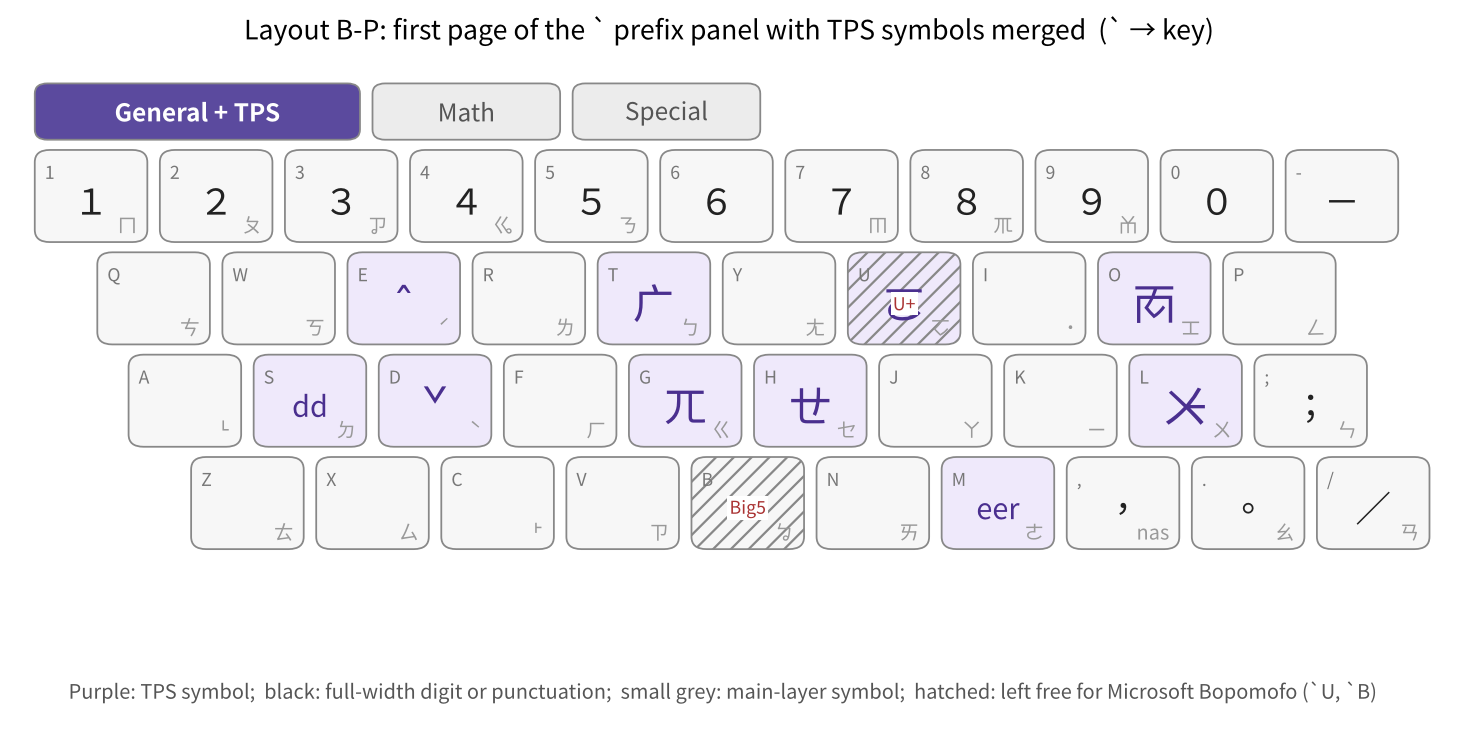 Layout B-P: first page of the ` prefix panel with TPS symbols merged (` → key)
General + TPS Math Special
1 1 ㄇ 2 2 ㄆ 3 3 ㆡ 4 4 ㆣ 5 5 ㄋ 6 6 7 7 8 8 9 9 0 0 - －
Q ㄘ W ㄎ E ˆ ˊ R ㄌ T 广 ㄅ Y ㄤ U U+ I ˙ O 工 P ㄥ
A ㄴ S dd ㄉ D ˇ ˋ F ㄏ G 兀 ㄍ H せ ㄝ J ㄚ K ㄧ L ㄨ ; ； ㄣ
Z ㄊ X ㄙ C ㅏ V ㄗ B Big5 N ㄞ M eer ㄜ , ， nas . 。 ㄠ / ／ ㄢ
Purple: TPS symbol; black: full-width digit or punctuation; small grey: main-layer symbol; hatched: left free for Microsoft Bopomofo (`U, `B)